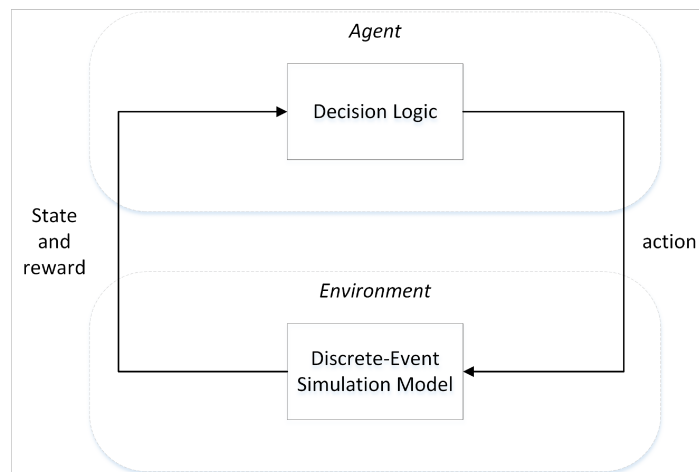 Agent
Decision Logic
State
and
reward
action
Environment
Discrete-Event
Simulation Model